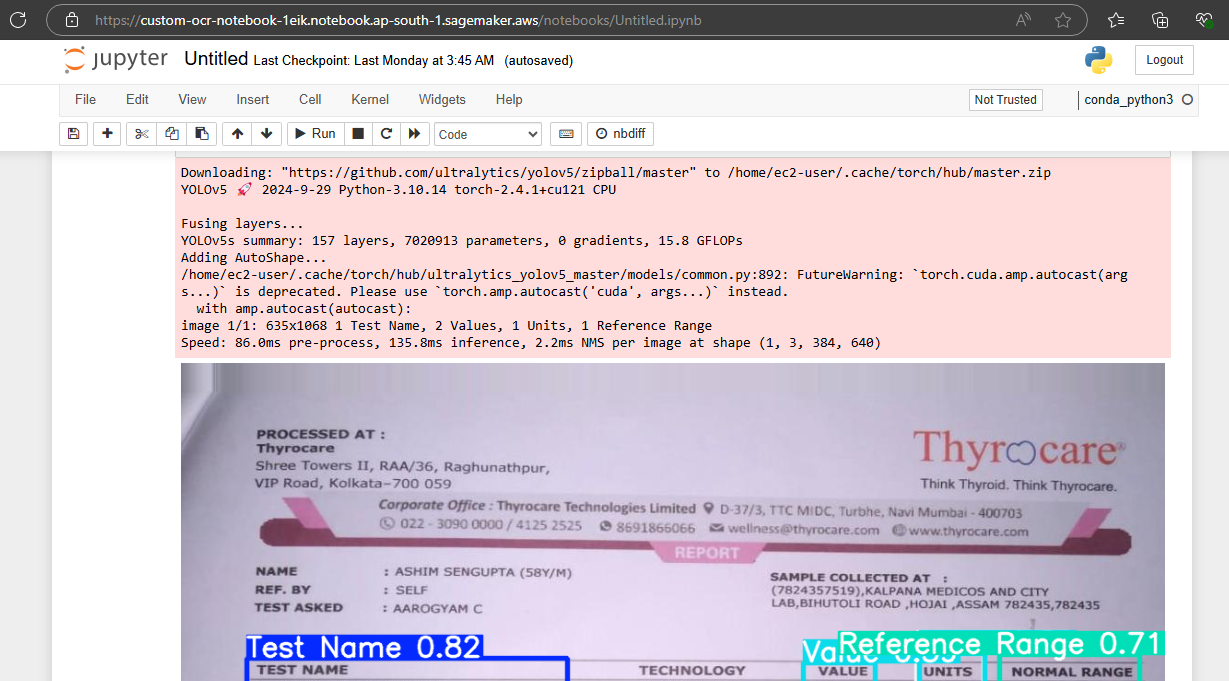 https://custom-ocr-notebook-1eik.notebook.ap-south-1.sagemaker.aws/notebooks/Untitled.ipynb
jupyter Untitled Last Checkpoint: Last Monday at 3:45 AM (autosaved)
Logout
File Edit View Insert Cell Kernel Widgets Help
Not Trusted
conda_python3
Run
Code
nbdiff
Downloading: "https://github.com/ultralytics/yolov5/zipball/master" to /home/ec2-user/.cache/torch/hub/master.zip
YOLOv5 🚀 2024-9-29 Python-3.10.14 torch-2.4.1+cu121 CPU
Fusing layers...
YOLOv5s summary: 157 layers, 7020913 parameters, 0 gradients, 15.8 GFLOPs
Adding AutoShape...
/home/ec2-user/.cache/torch/hub/ultralytics_yolov5_master/models/common.py:892: FutureWarning: `torch.cuda.amp.autocast(arg
s...)` is deprecated. Please use `torch.amp.autocast('cuda', args...)` instead.
with amp.autocast(autocast):
image 1/1: 635x1068 1 Test Name, 2 Values, 1 Units, 1 Reference Range
Speed: 86.0ms pre-process, 135.8ms inference, 2.2ms NMS per image at shape (1, 3, 384, 640)
PROCESSED AT :
Thyrocare
Shree Towers II, RAA/36, Raghunathpur,
VIP Road, Kolkata-700 059
Thyrocare®
Think Thyroid. Think Thyrocare.
Corporate Office : Thyrocare Technologies Limited D-37/3, TTC MIDC, Turbhe, Navi Mumbai - 400703
022 - 3090 0000 / 4125 2525 8691866066 wellness@thyrocare.com www.thyrocare.com
REPORT
NAME : ASHIM SENGUPTA (58Y/M)
REF. BY : SELF
TEST ASKED : AAROGYAM C
SAMPLE COLLECTED AT :
(7824357519),KALPANA MEDICOS AND CITY
LAB,BIHUTOLI ROAD ,HOJAI ,ASSAM 782435,782435
Test Name 0.82
Reference Range 0.71
TEST NAME TECHNOLOGY VALUE UNITS NORMAL RANGE